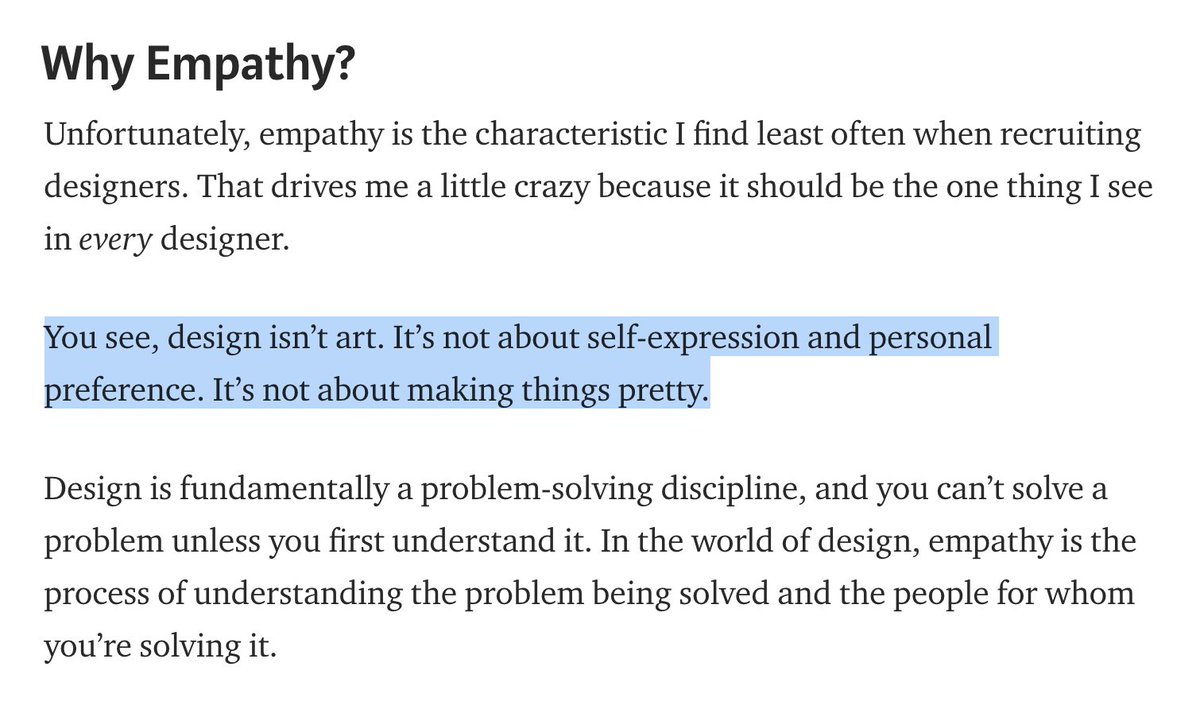 Why Empathy?
Unfortunately, empathy is the characteristic I find least often when recruiting
designers. That drives me a little crazy because it should be the one thing I see
in every designer.
You see, design isn’t art. It’s not about self-expression and personal
preference. It’s not about making things pretty.
Design is fundamentally a problem-solving discipline, and you can’t solve a
problem unless you first understand it. In the world of design, empathy is the
process of understanding the problem being solved and the people for whom
you’re solving it.